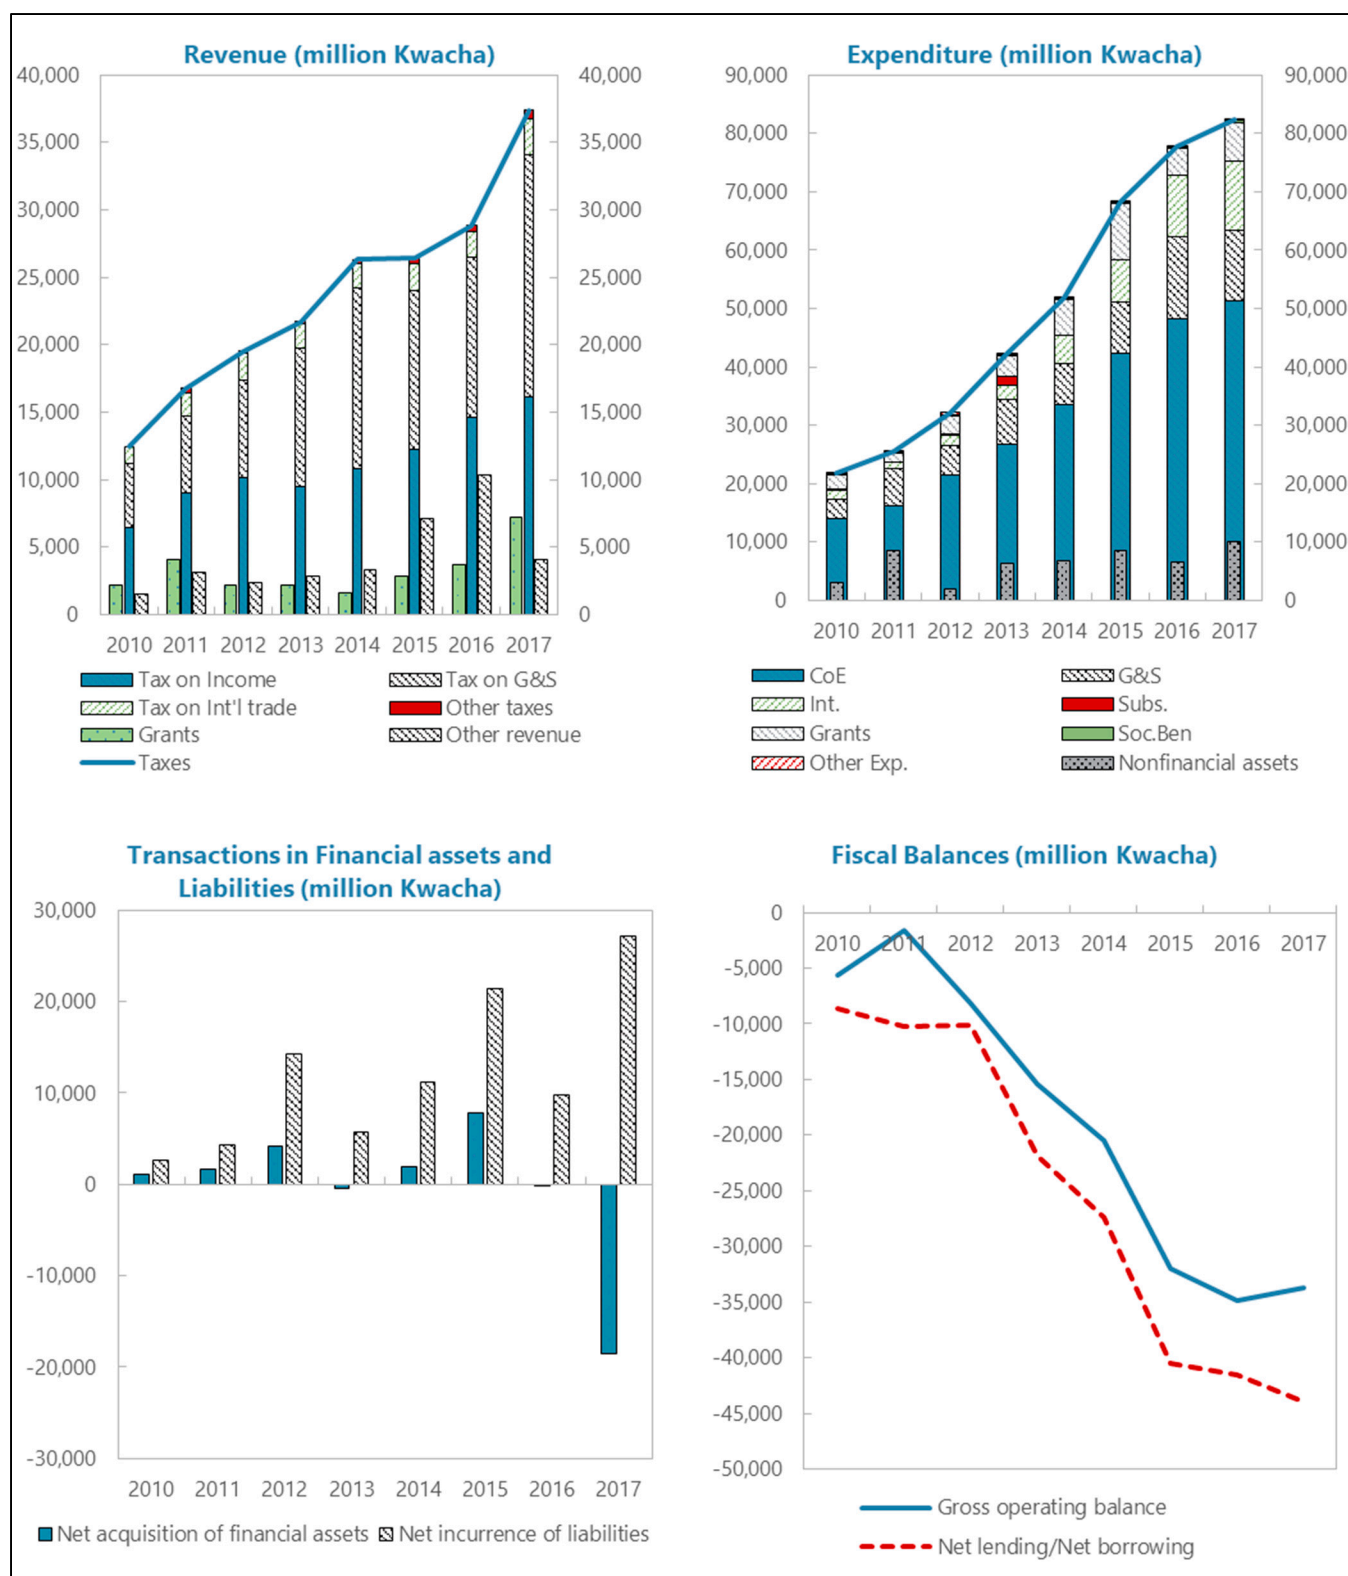 Revenue (million Kwacha)
40,000
35,000
30,000
25,000
20,000
15,000
10,000
5,000
0
40,000
35,000
30,000
25,000
20,000
15,000
10,000
5,000
0
2010 2011 2012 2013 2014 2015 2016 2017
Tax on Income Tax on G&S
Tax on Int'l trade Other taxes
Grants Other revenue
Taxes
Expenditure (million Kwacha)
90,000
80,000
70,000
60,000
50,000
40,000
30,000
20,000
10,000
0
90,000
80,000
70,000
60,000
50,000
40,000
30,000
20,000
10,000
0
2010 2011 2012 2013 2014 2015 2016 2017
CoE G&S
Int. Subs.
Grants Soc.Ben
Other Exp. Nonfinancial assets
Transactions in Financial assets and
Liabilities (million Kwacha)
30,000
20,000
10,000
0
-10,000
-20,000
-30,000
2010 2011 2012 2013 2014 2015 2016 2017
Net acquisition of financial assets Net incurrence of liabilities
Fiscal Balances (million Kwacha)
0
-5,000
-10,000
-15,000
-20,000
-25,000
-30,000
-35,000
-40,000
-45,000
-50,000
2010 2011 2012 2013 2014 2015 2016 2017
Gross operating balance
Net lending/Net borrowing